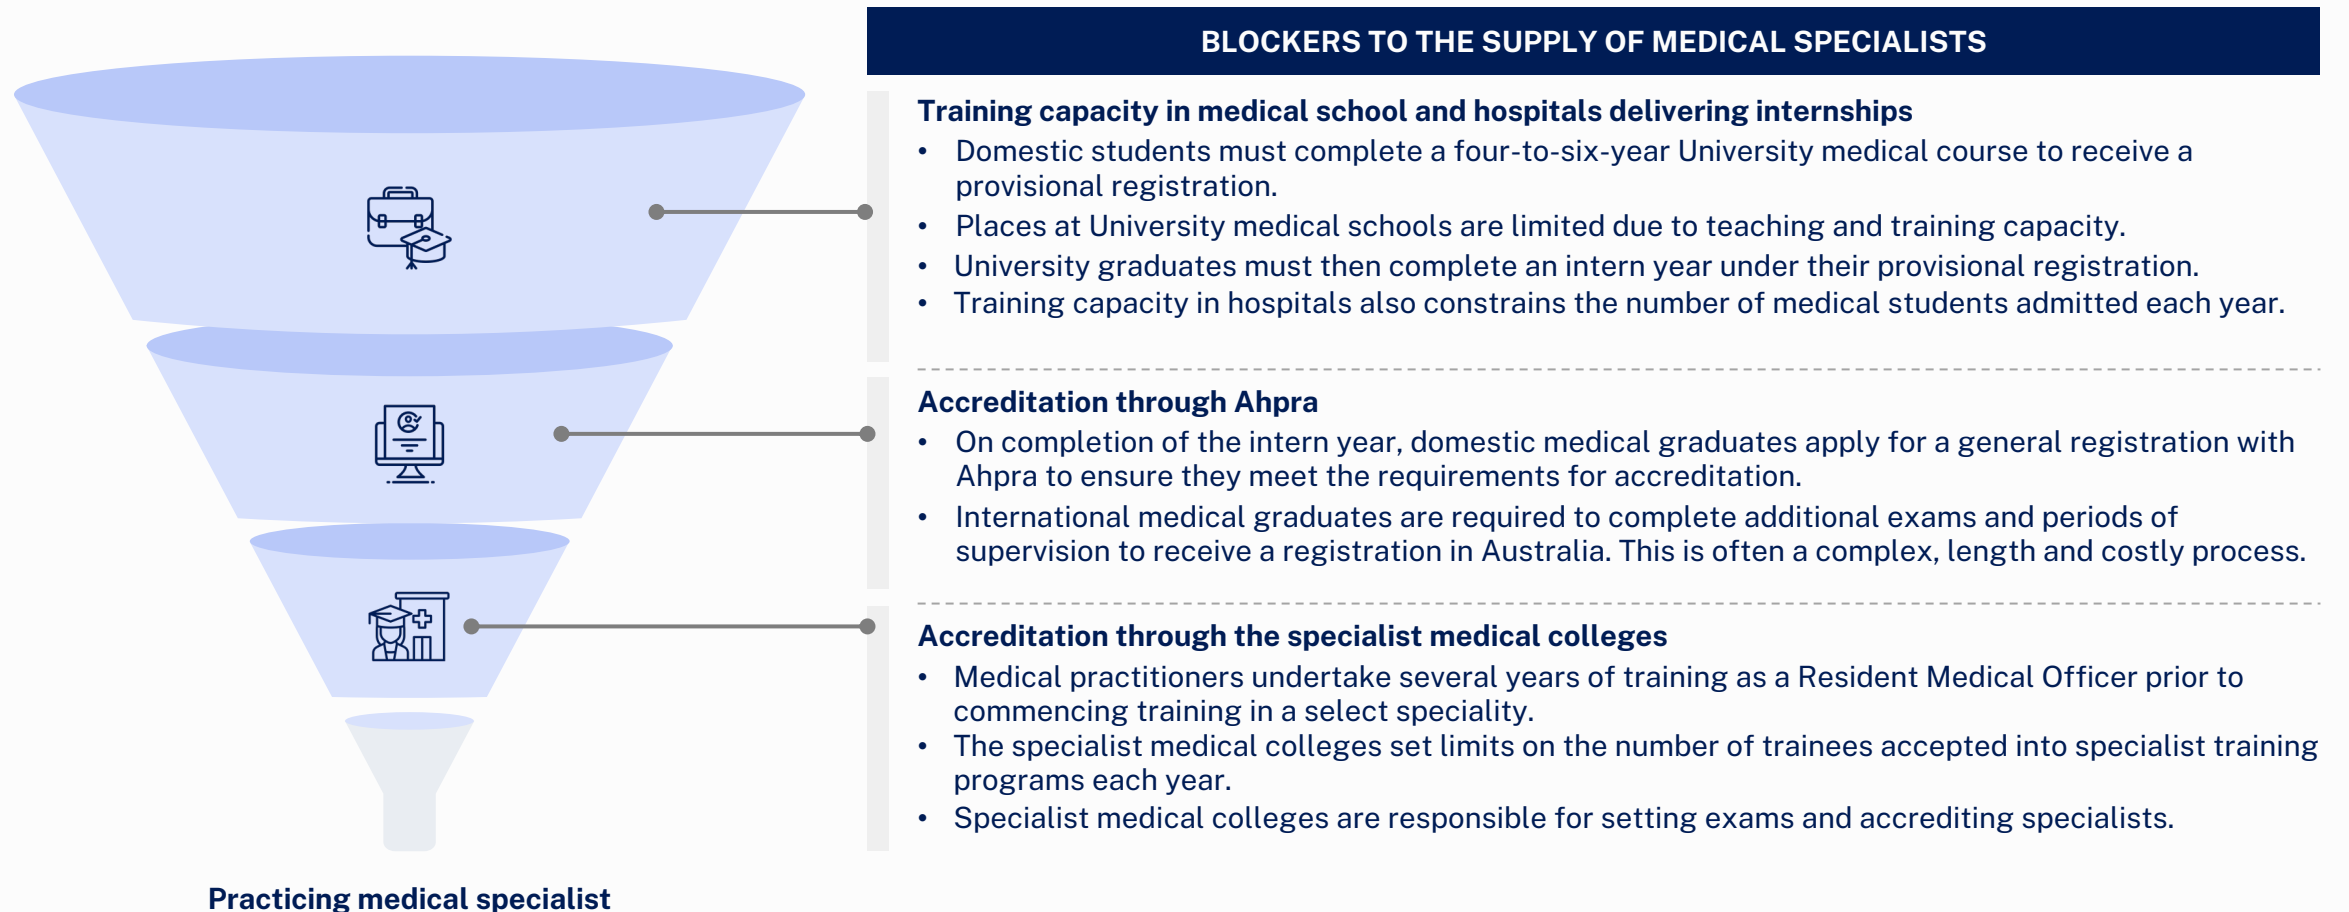 BLOCKERS TO THE SUPPLY OF MEDICAL SPECIALISTS
Training capacity in medical school and hospitals delivering internships
• Domestic students must complete a four-to-six-year University medical course to receive a
provisional registration.
• Places at University medical schools are limited due to teaching and training capacity.
• University graduates must then complete an intern year under their provisional registration.
• Training capacity in hospitals also constrains the number of medical students admitted each year.
Accreditation through Ahpra
• On completion of the intern year, domestic medical graduates apply for a general registration with
Ahpra to ensure they meet the requirements for accreditation.
• International medical graduates are required to complete additional exams and periods of
supervision to receive a registration in Australia. This is often a complex, length and costly process.
Accreditation through the specialist medical colleges
• Medical practitioners undertake several years of training as a Resident Medical Officer prior to
commencing training in a select speciality.
• The specialist medical colleges set limits on the number of trainees accepted into specialist training
programs each year.
• Specialist medical colleges are responsible for setting exams and accrediting specialists.
Practicing medical specialist